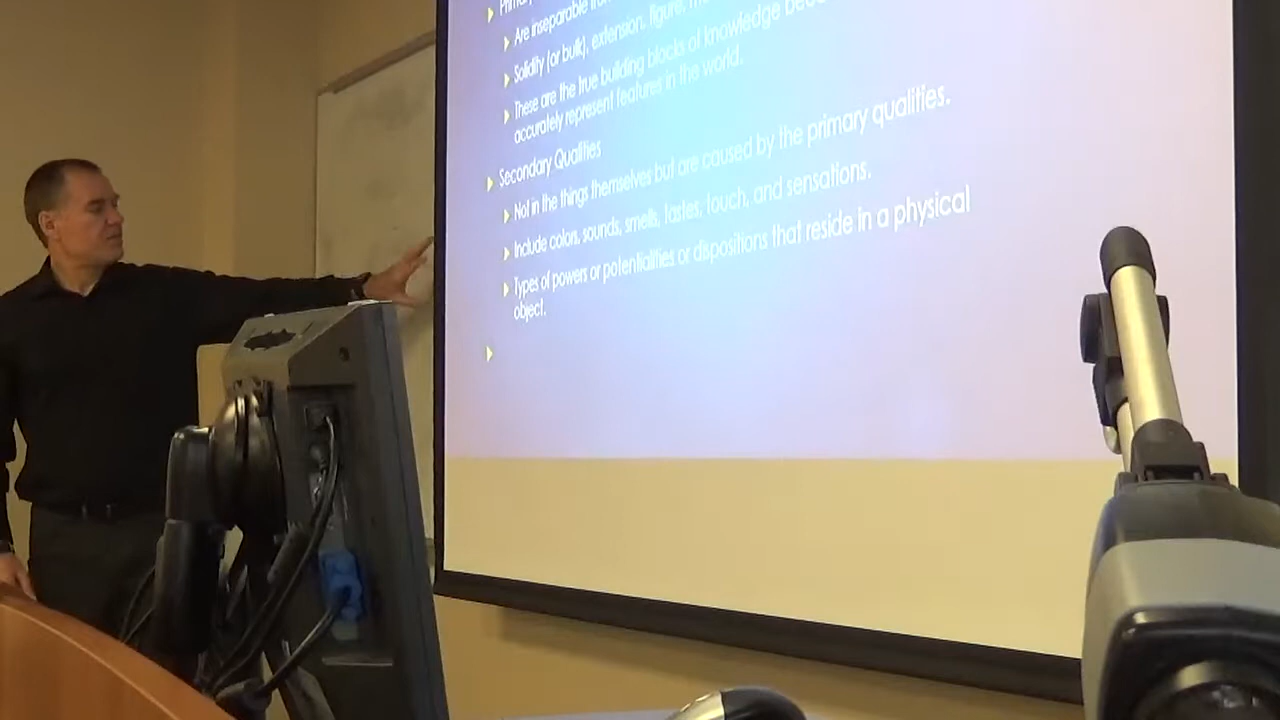 Are inseparable
Solidity (or bulk), extension, figure,
These are the true building blocks of knowledge
accurately represent features in the world.
Secondary Qualities
Not in the things themselves but are caused by the primary qualities.
Include colors, sounds, smells, tastes, touch, and sensations.
Types of powers or potentialities or dispositions that reside in a physical
object.